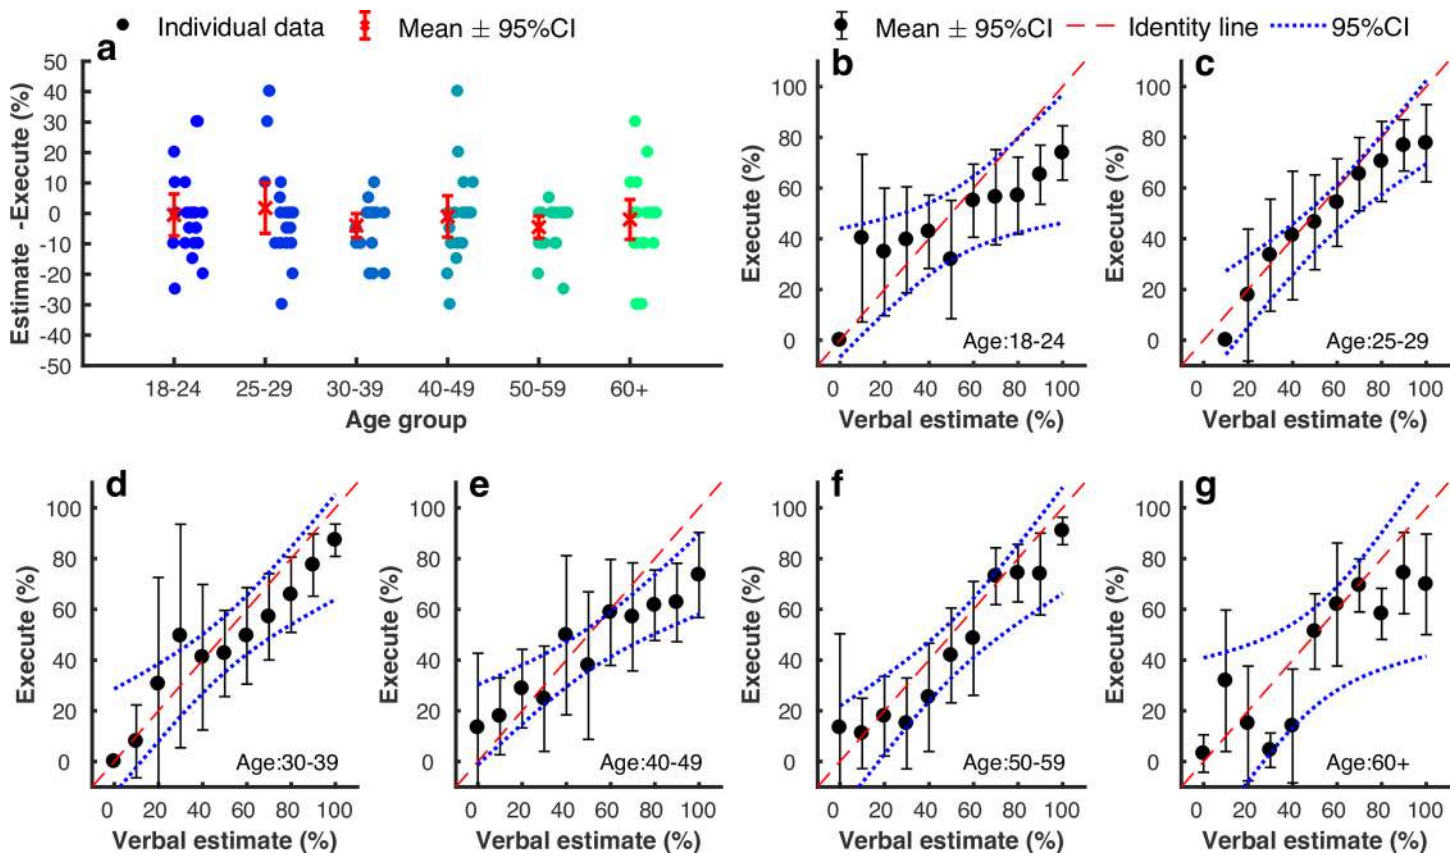 Individual data Mean ± 95%CI
Mean ± 95%CI Identity line 95%CI
a
50
40
30
20
10
0
-10
-20
-30
-40
-50
Estimate -Execute (%)
18-24 25-29 30-39 40-49 50-59 60+
Age group
b
100
80
60
40
20
0
Execute (%)
Age:18-24
0 20 40 60 80 100
Verbal estimate (%)
c
100
80
60
40
20
0
Execute (%)
Age:25-29
0 20 40 60 80 100
Verbal estimate (%)
d
100
80
60
40
20
0
Execute (%)
Age:30-39
0 20 40 60 80 100
Verbal estimate (%)
e
100
80
60
40
20
0
Execute (%)
Age:40-49
0 20 40 60 80 100
Verbal estimate (%)
f
100
80
60
40
20
0
Execute (%)
Age:50-59
0 20 40 60 80 100
Verbal estimate (%)
g
100
80
60
40
20
0
Execute (%)
Age:60+
0 20 40 60 80 100
Verbal estimate (%)